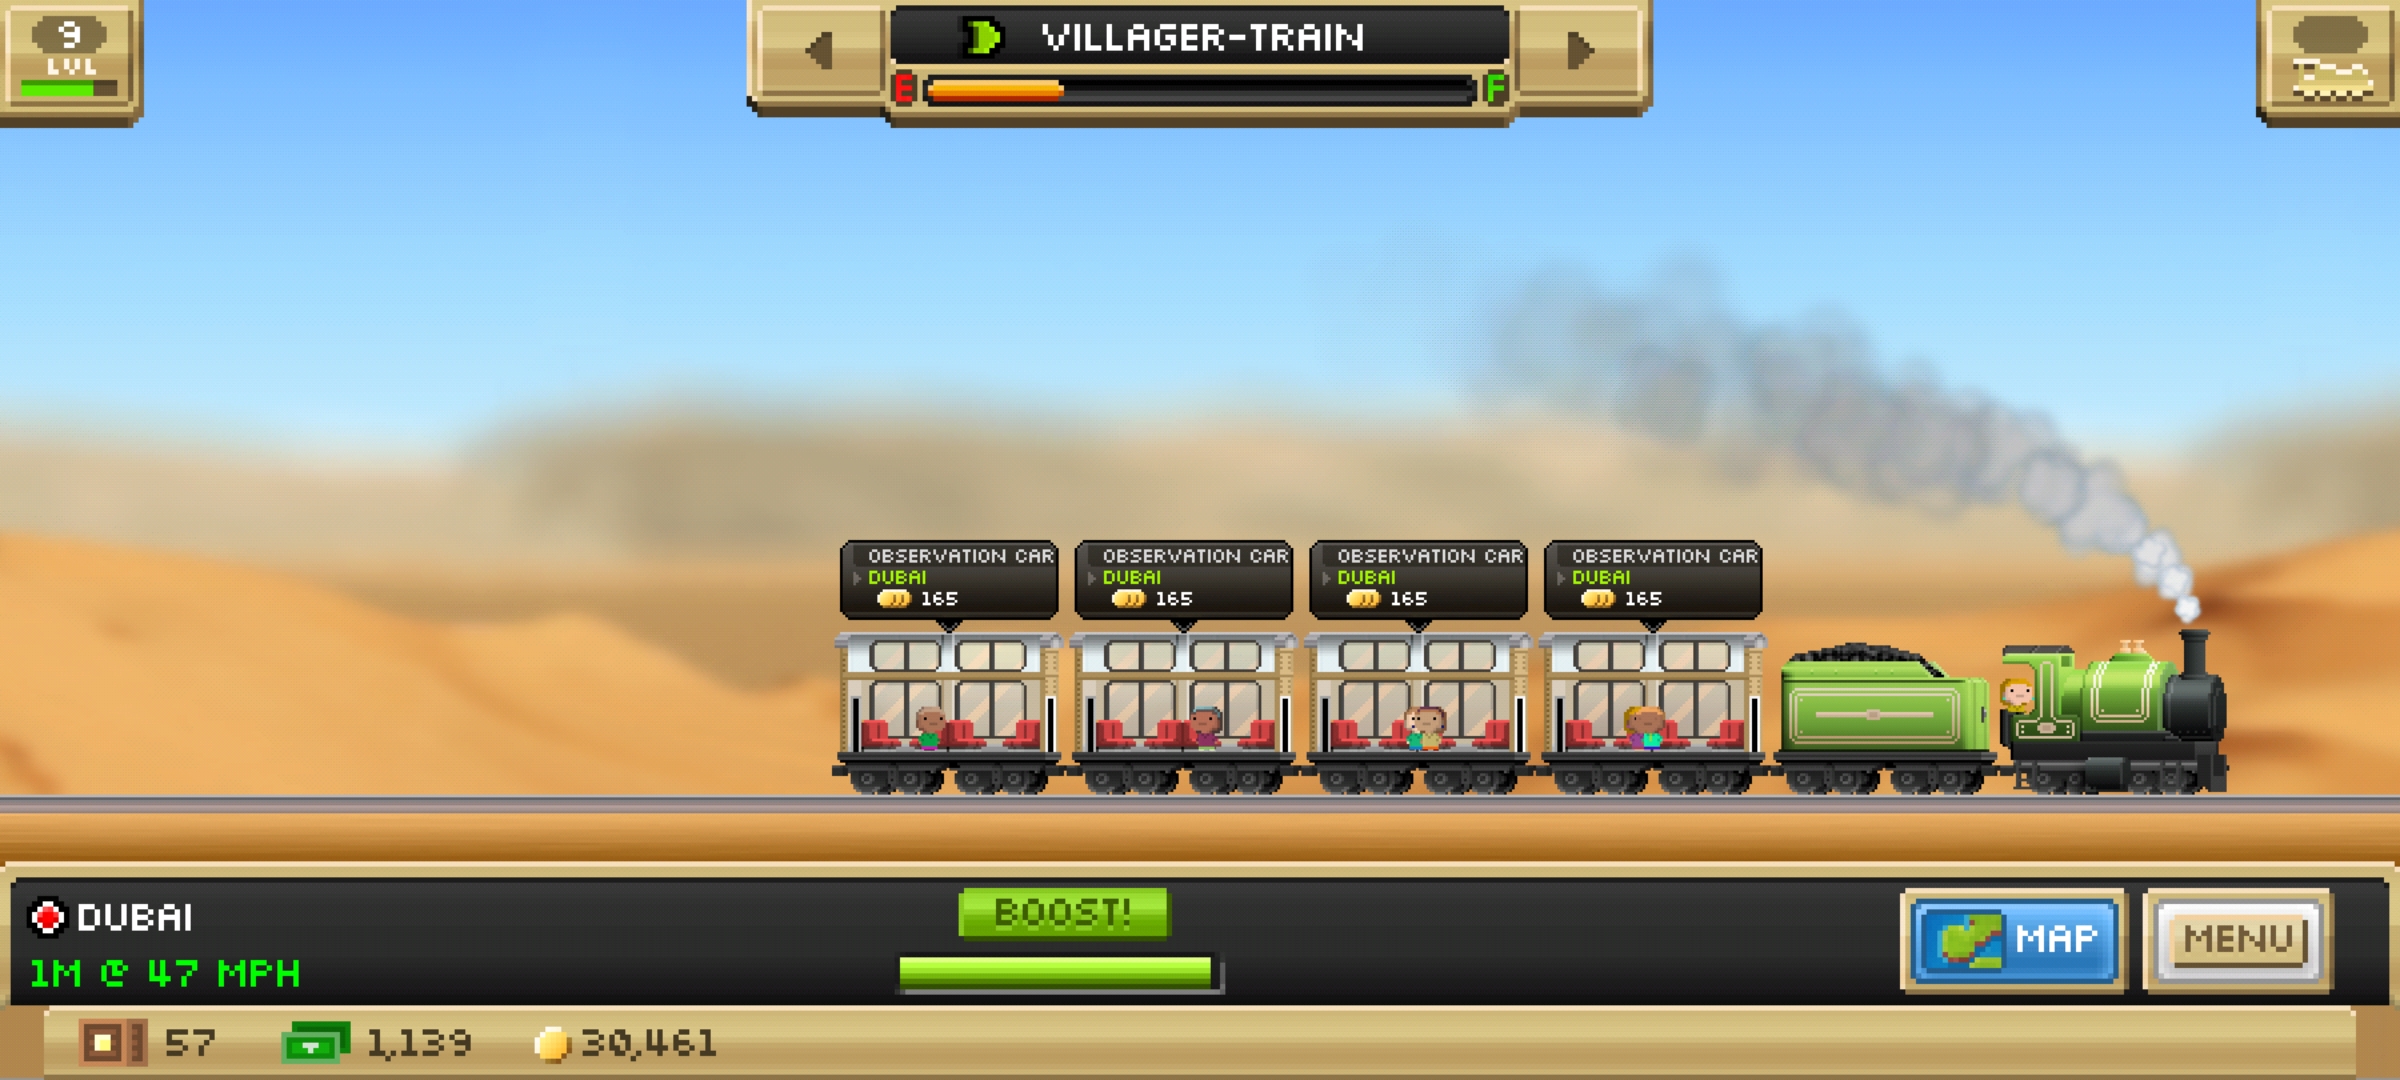 9
LVL
VILLAGER-TRAIN
E F
OBSERVATION CAR
DUBAI
165
OBSERVATION CAR
DUBAI
165
OBSERVATION CAR
DUBAI
165
OBSERVATION CAR
DUBAI
165
DUBAI
1M @ 47 MPH
BOOST!
MAP
MENU
57
1,139
30,461